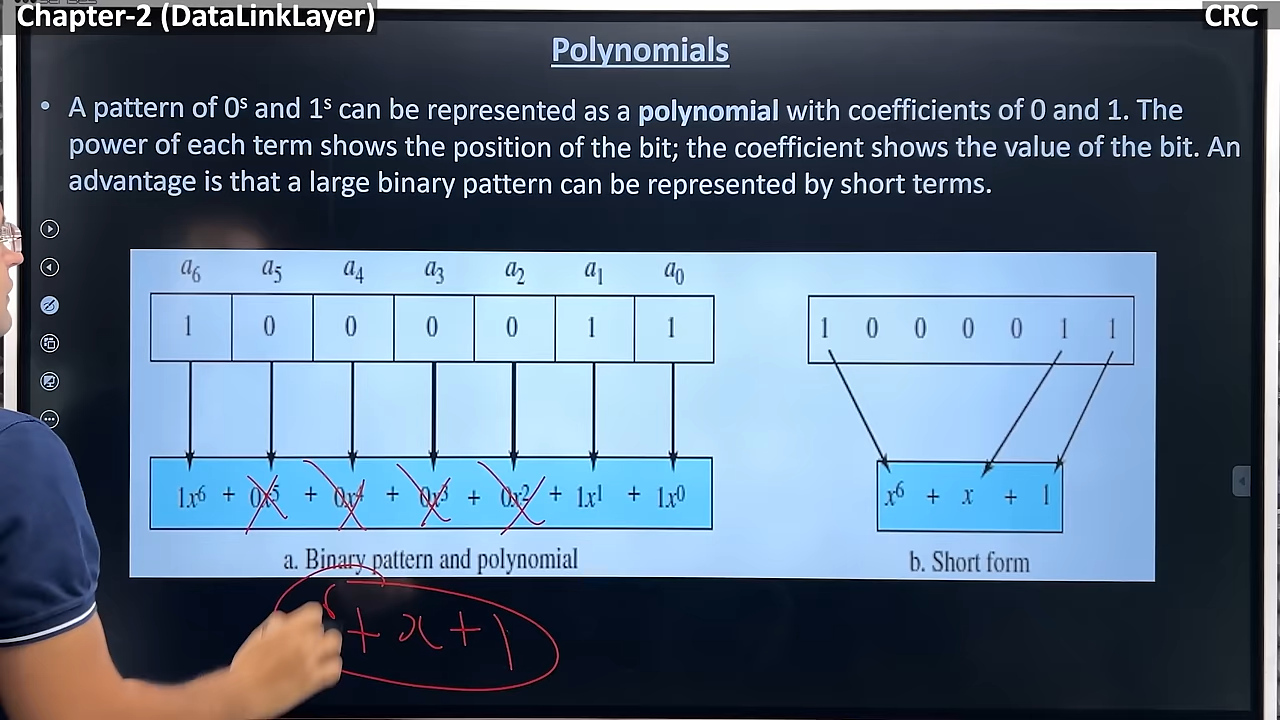 Chapter-2 (DataLinkLayer)
CRC
Polynomials
• A pattern of 0s and 1s can be represented as a polynomial with coefficients of 0 and 1. The
power of each term shows the position of the bit; the coefficient shows the value of the bit. An
advantage is that a large binary pattern can be represented by short terms.
a6 a5 a4 a3 a2 a1 a0
1 0 0 0 0 1 1
1x6 + 0x5 + 0x4 + 0x3 + 0x2 + 1x1 + 1x0
a. Binary pattern and polynomial
1 0 0 0 0 1 1
x6 + x + 1
b. Short form
6 + x + 1